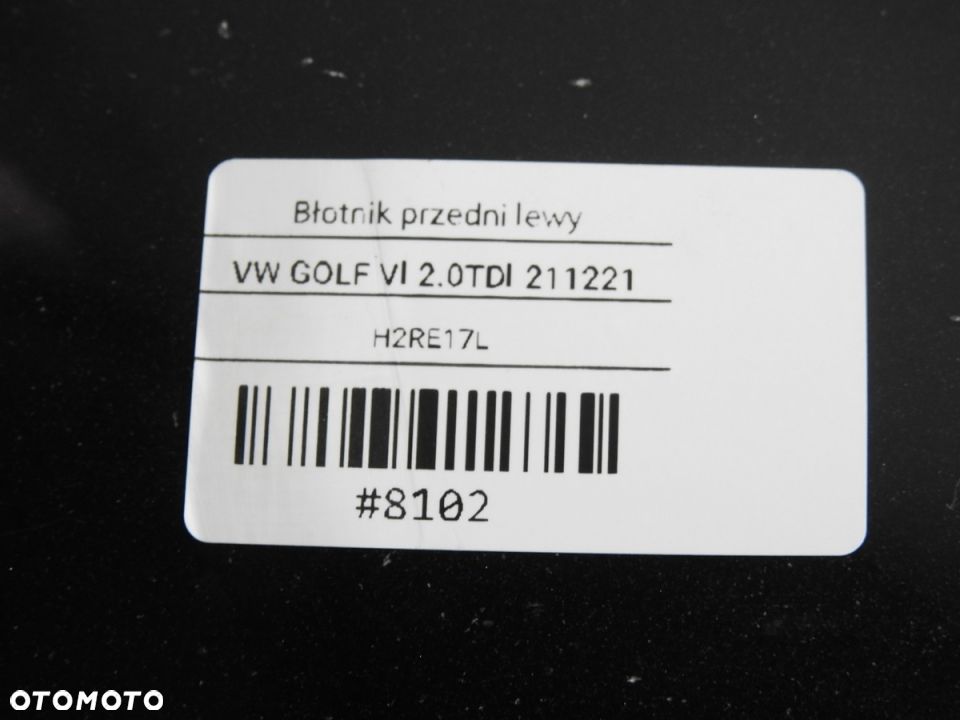 Błotnik przedni lewy
VW GOLF VI 2.0TDI 211221
H2RE17L
#8102
OTOMOTO